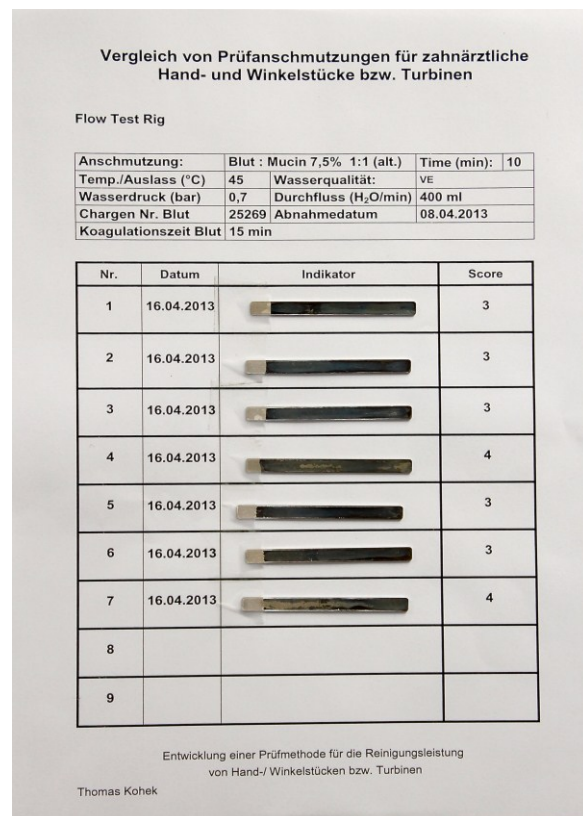 Vergleich von Prüfanschmutzungen für zahnärztliche
Hand- und Winkelstücke bzw. Turbinen
Flow Test Rig
Anschmutzung: Blut : Mucin 7,5% 1:1 (alt.) Time (min): 10
Temp./Auslass (°C) 45 Wasserqualität: VE
Wasserdruck (bar) 0,7 Durchfluss (H₂O/min) 400 ml
Chargen Nr. Blut 25269 Abnahmedatum 08.04.2013
Koagulationszeit Blut 15 min
Nr. Datum Indikator Score
1 16.04.2013 3
2 16.04.2013 3
3 16.04.2013 3
4 16.04.2013 4
5 16.04.2013 3
6 16.04.2013 3
7 16.04.2013 4
8
9
Entwicklung einer Prüfmethode für die Reinigungsleistung
von Hand-/ Winkelstücken bzw. Turbinen
Thomas Kohek